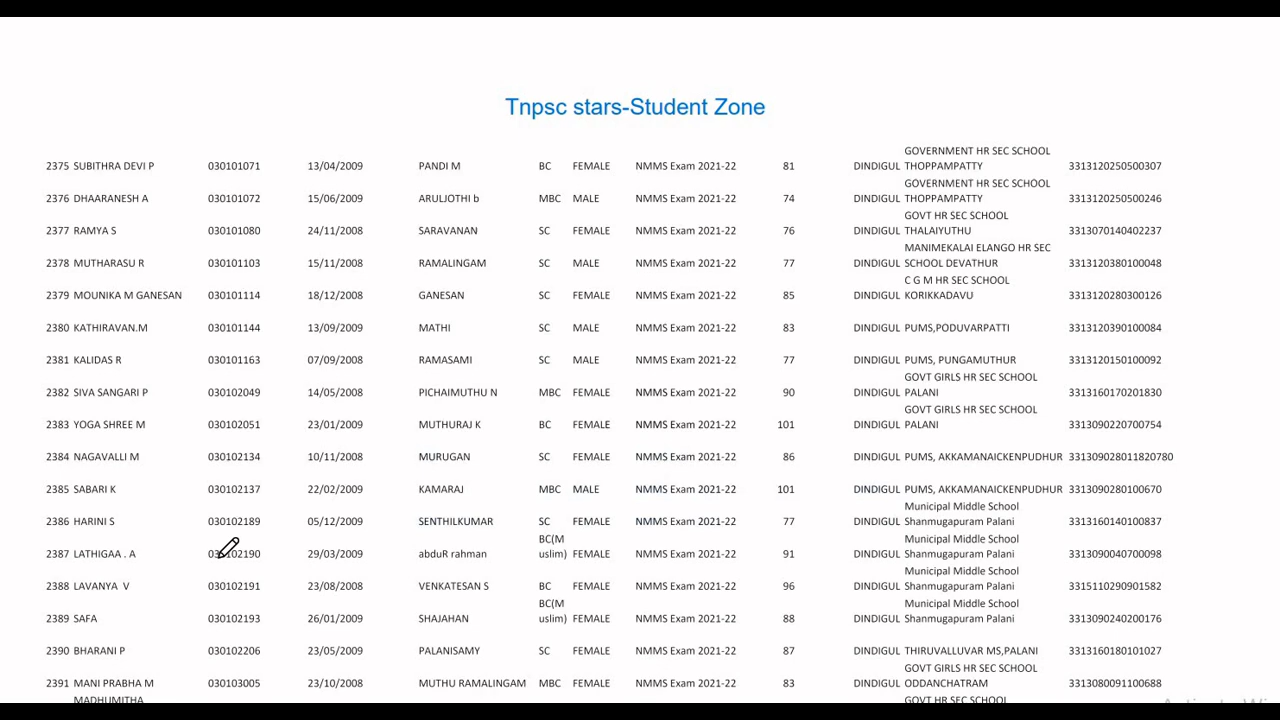 Tnpsc stars-Student Zone
GOVERNMENT HR SEC SCHOOL
2375 SUBITHRA DEVI P 030101071 13/04/2009 PANDI M BC FEMALE NMMS Exam 2021-22 81 DINDIGUL THOPPAMPATTY 3313120250500307
GOVERNMENT HR SEC SCHOOL
2376 DHAARANESH A 030101072 15/06/2009 ARULJOTHI b MBC MALE NMMS Exam 2021-22 74 DINDIGUL THOPPAMPATTY 3313120250500246
GOVT HR SEC SCHOOL
2377 RAMYA S 030101080 24/11/2008 SARAVANAN SC FEMALE NMMS Exam 2021-22 76 DINDIGUL THALAIYUTHU 3313070140402237
MANIMEKALAI ELANGO HR SEC
2378 MUTHARASU R 030101103 15/11/2008 RAMALINGAM SC MALE NMMS Exam 2021-22 77 DINDIGUL SCHOOL DEVATHUR 3313120380100048
C G M HR SEC SCHOOL
2379 MOUNIKA M GANESAN 030101114 18/12/2008 GANESAN SC FEMALE NMMS Exam 2021-22 85 DINDIGUL KORIKKADAVU 3313120280300126
2380 KATHIRAVAN.M 030101144 13/09/2009 MATHI SC MALE NMMS Exam 2021-22 83 DINDIGUL PUMS,PODUVARPATTI 3313120390100084
2381 KALIDAS R 030101163 07/09/2008 RAMASAMI SC MALE NMMS Exam 2021-22 77 DINDIGUL PUMS, PUNGAMUTHUR 3313120150100092
GOVT GIRLS HR SEC SCHOOL
2382 SIVA SANGARI P 030102049 14/05/2008 PICHAIMUTHU N MBC FEMALE NMMS Exam 2021-22 90 DINDIGUL PALANI 3313160170201830
GOVT GIRLS HR SEC SCHOOL
2383 YOGA SHREE M 030102051 23/01/2009 MUTHURAJ K BC FEMALE NMMS Exam 2021-22 101 DINDIGUL PALANI 3313090220700754
2384 NAGAVALLI M 030102134 10/11/2008 MURUGAN SC FEMALE NMMS Exam 2021-22 86 DINDIGUL PUMS, AKKAMANAICKENPUDHUR 331309028011820780
2385 SABARI K 030102137 22/02/2009 KAMARAJ MBC MALE NMMS Exam 2021-22 101 DINDIGUL PUMS, AKKAMANAICKENPUDHUR 3313090280100670
Municipal Middle School
2386 HARINI S 030102189 05/12/2009 SENTHILKUMAR SC FEMALE NMMS Exam 2021-22 77 DINDIGUL Shanmugapuram Palani 3313160140100837
BC(M Municipal Middle School
2387 LATHIGAA . A 29/03/2009 abduR rahman uslim) FEMALE NMMS Exam 2021-22 91 DINDIGUL Shanmugapuram Palani 3313090040700098
Municipal Middle School
2388 LAVANYA V 030102191 23/08/2008 VENKATESAN S BC FEMALE NMMS Exam 2021-22 96 DINDIGUL Shanmugapuram Palani 3315110290901582
BC(M Municipal Middle School
2389 SAFA 030102193 26/01/2009 SHAJAHAN uslim) FEMALE NMMS Exam 2021-22 88 DINDIGUL Shanmugapuram Palani 3313090240200176
2390 BHARANI P 030102206 23/05/2009 PALANISAMY SC FEMALE NMMS Exam 2021-22 87 DINDIGUL THIRUVALLUVAR MS,PALANI 3313160180101027
GOVT GIRLS HR SEC SCHOOL
2391 MANI PRABHA M 030103005 23/10/2008 MUTHU RAMALINGAM MBC FEMALE NMMS Exam 2021-22 83 DINDIGUL ODDANCHATRAM 3313080091100688
MADHUMITHA GOVT HR SEC SCHOOL